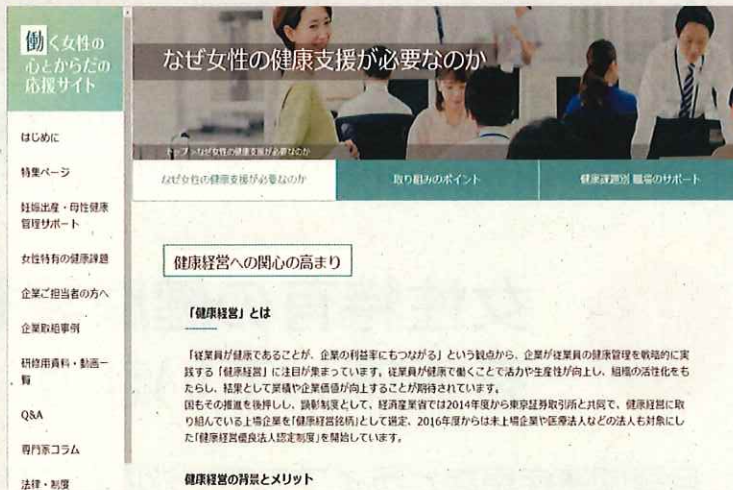 働く女性の
心とからだの
応援サイト
なぜ女性の健康支援が必要なのか
トップ >なぜ女性の健康支援が必要なのか
なぜ女性の健康支援が必要なのか
取り組みのポイント
健康課題別 職場のサポート
はじめに
特集ページ
妊娠出産・母性健康
管理サポート
女性特有の健康課題
企業ご担当者の方へ
企業取組事例
研修用資料・動画一
覧
Q&A
専門家コラム
法律・制度
健康経営への関心の高まり
「健康経営」とは
「従業員が健康であることが、企業の利益率にもつながる」という観点から、企業が従業員の健康管理を戦略的に実
践する「健康経営」に注目が集まっています。従業員が健康で働くことで活力や生産性が向上し、組織の活性化をも
たらし、結果として業績や企業価値が向上することが期待されています。
国もその推進を後押しし、顕彰制度として、経済産業省では2014年度から東京証券取引所と共同で、健康経営に取
り組んでいる上場企業を「健康経営銘柄」として選定、2016年度からは未上場企業や医療法人などの法人も対象にし
た「健康経営優良法人認定制度」を開始しています。
健康経営の背景とメリット